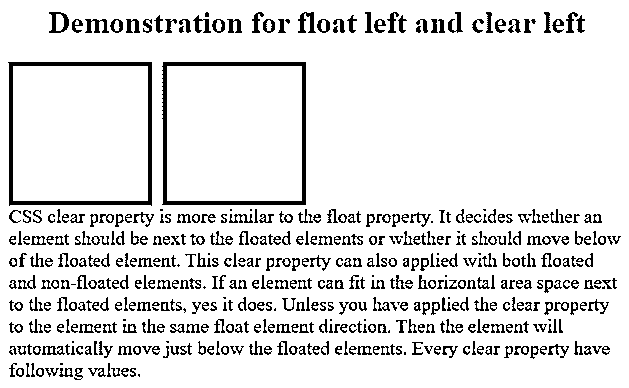 Demonstration for float left and clear left
CSS clear property is more similar to the float property. It decides whether an
element should be next to the floated elements or whether it should move below
of the floated element. This clear property can also applied with both floated
and non-floated elements. If an element can fit in the horizontal area space next
to the floated elements, yes it does. Unless you have applied the clear property
to the element in the same float element direction. Then the element will
automatically move just below the floated elements. Every clear property have
following values.